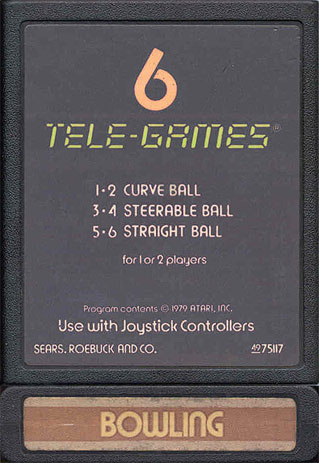 6
TELE-GAMES®
1•2 CURVE BALL
3•4 STEERABLE BALL
5•6 STRAIGHT BALL
for 1 or 2 players
Program contents © 1979 ATARI, INC.
Use with Joystick Controllers
SEARS, ROEBUCK AND CO. 49 75117
BOWLING